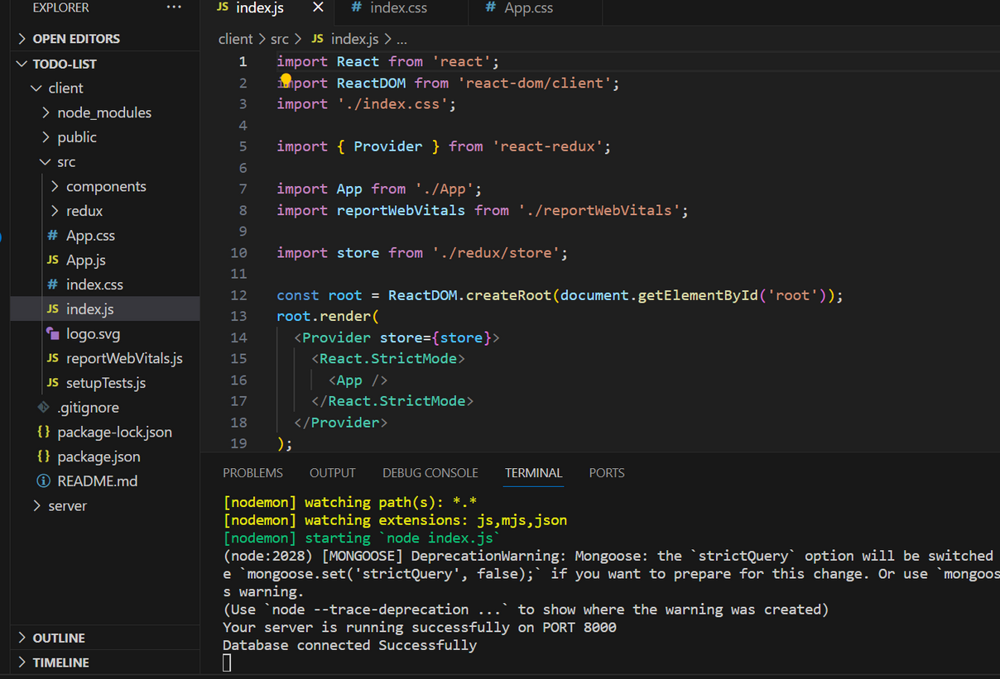 EXPLORER ...
OPEN EDITORS
TODO-LIST
client
node_modules
public
src
components
redux
# App.css
JS App.js
# index.css
JS index.js
logo.svg
JS reportWebVitals.js
JS setupTests.js
.gitignore
{} package-lock.json
{} package.json
README.md
server
OUTLINE
TIMELINE
JS index.js
# index.css
# App.css
client > src > JS index.js > ...
1 import React from 'react';
2 import ReactDOM from 'react-dom/client';
3 import './index.css';
4
5 import { Provider } from 'react-redux';
6
7 import App from './App';
8 import reportWebVitals from './reportWebVitals';
9
10 import store from './redux/store';
11
12 const root = ReactDOM.createRoot(document.getElementById('root'));
13 root.render(
14 <Provider store={store}>
15 <React.StrictMode>
16 <App />
17 </React.StrictMode>
18 </Provider>
19 );
PROBLEMS OUTPUT DEBUG CONSOLE TERMINAL PORTS
[nodemon] watching path(s): *.*
[nodemon] watching extensions: js,mjs,json
[nodemon] starting `node index.js`
(node:2028) [MONGOOSE] DeprecationWarning: Mongoose: the `strictQuery` option will be switched
e `mongoose.set('strictQuery', false);` if you want to prepare for this change. Or use `mongoos
s warning.
(Use `node --trace-deprecation ...` to show where the warning was created)
Your server is running successfully on PORT 8000
Database connected Successfully